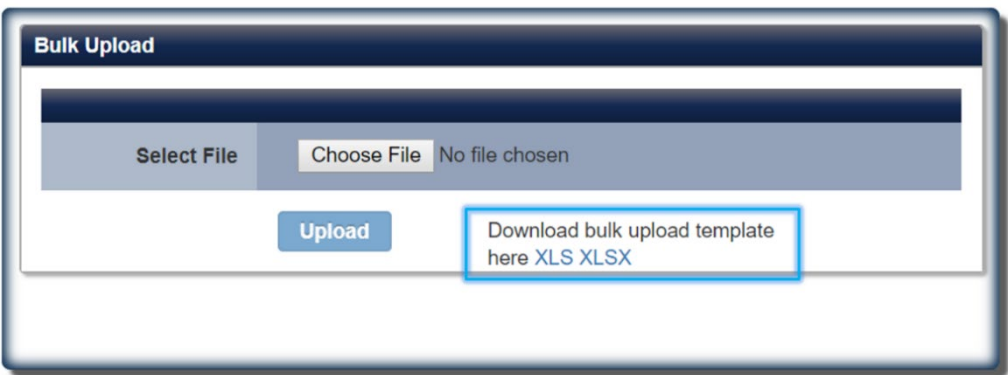 Bulk Upload
Select File Choose File No file chosen
Upload Download bulk upload template
here XLS XLSX